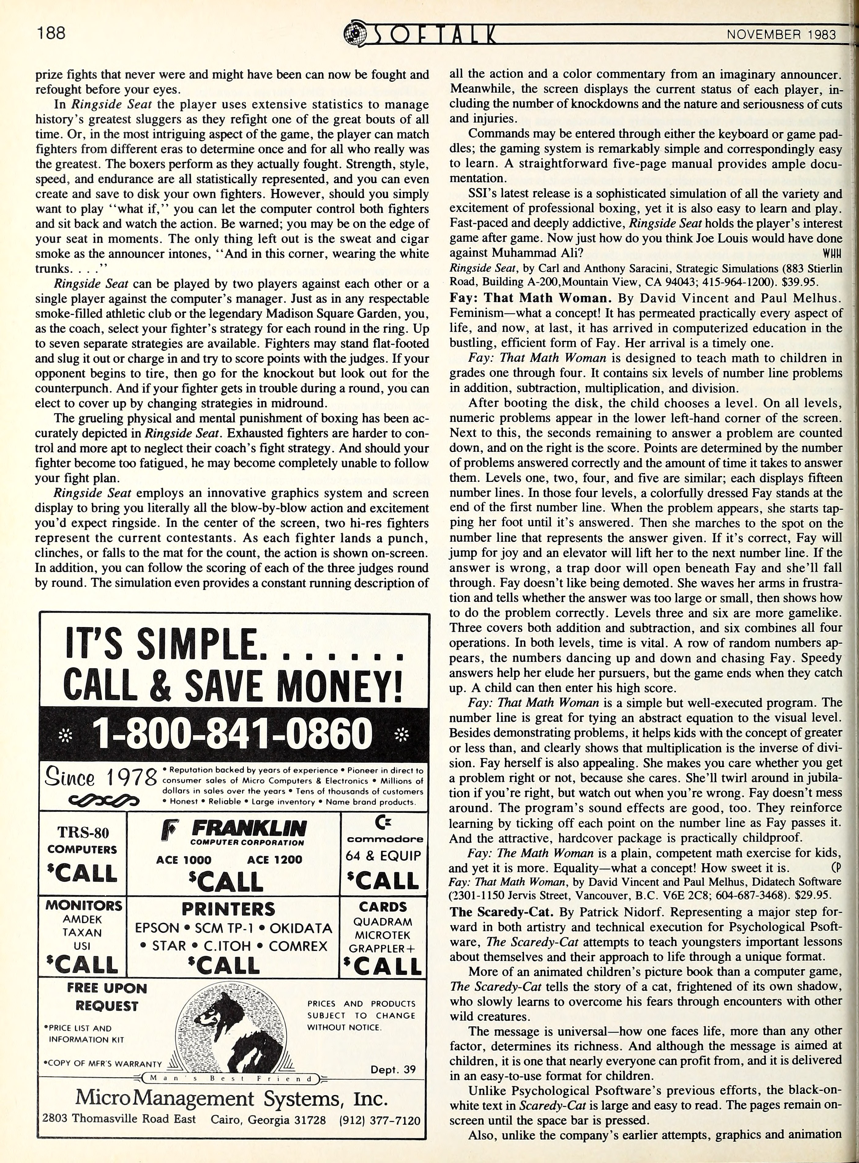 188
SOFTALK
NOVEMBER 1983
prize fights that never were and might have been can now be fought and
refought before your eyes.
In Ringside Seat the player uses extensive statistics to manage
history's greatest sluggers as they refight one of the great bouts of all
time. Or, in the most intriguing aspect of the game, the player can match
fighters from different eras to determine once and for all who really was
the greatest. The boxers perform as they actually fought. Strength, style,
speed, and endurance are all statistically represented, and you can even
create and save to disk your own fighters. However, should you simply
want to play "what if," you can let the computer control both fighters
and sit back and watch the action. Be warned; you may be on the edge of
your seat in moments. The only thing left out is the sweat and cigar
smoke as the announcer intones, "And in this corner, wearing the white
trunks. . . ."
Ringside Seat can be played by two players against each other or a
single player against the computer's manager. Just as in any respectable
smoke-filled athletic club or the legendary Madison Square Garden, you,
as the coach, select your fighter's strategy for each round in the ring. Up
to seven separate strategies are available. Fighters may stand flat-footed
and slug it out or charge in and try to score points with the judges. If your
opponent begins to tire, then go for the knockout but look out for the
counterpunch. And if your fighter gets in trouble during a round, you can
elect to cover up by changing strategies in midround.
The grueling physical and mental punishment of boxing has been ac-
curately depicted in Ringside Seat. Exhausted fighters are harder to con-
trol and more apt to neglect their coach's fight strategy. And should your
fighter become too fatigued, he may become completely unable to follow
your fight plan.
Ringside Seat employs an innovative graphics system and screen
display to bring you literally all the blow-by-blow action and excitement
you'd expect ringside. In the center of the screen, two hi-res fighters
represent the current contestants. As each fighter lands a punch,
clinches, or falls to the mat for the count, the action is shown on-screen.
In addition, you can follow the scoring of each of the three judges round
by round. The simulation even provides a constant running description of
IT'S SIMPLE. . . . . . .
CALL & SAVE MONEY!
1-800-841-0860
Since 1978
• Reputation backed by years of experience • Pioneer in direct to
consumer sales of Micro Computers & Electronics • Millions of
dollars in sales over the years • Tens of thousands of customers
• Honest • Reliable • Large inventory • Name brand products.
TRS-80
COMPUTERS
$CALL
FRANKLIN
COMPUTER CORPORATION
ACE 1000 ACE 1200
$CALL
commodore
64 & EQUIP
$CALL
MONITORS
AMDEK
TAXAN
USI
$CALL
PRINTERS
EPSON • SCM TP-1 • OKIDATA
• STAR • C.ITOH • COMREX
$CALL
CARDS
QUADRAM
MICROTEK
GRAPPLER+
$CALL
FREE UPON
REQUEST
•PRICE LIST AND
INFORMATION KIT
•COPY OF MFR'S WARRANTY
PRICES AND PRODUCTS
SUBJECT TO CHANGE
WITHOUT NOTICE.
Dept. 39
Man's Best Friend
MicroManagement Systems, Inc.
2803 Thomasville Road East Cairo, Georgia 31728 (912) 377-7120
all the action and a color commentary from an imaginary announcer.
Meanwhile, the screen displays the current status of each player, in-
cluding the number of knockdowns and the nature and seriousness of cuts
and injuries.
Commands may be entered through either the keyboard or game pad-
dles; the gaming system is remarkably simple and correspondingly easy
to learn. A straightforward five-page manual provides ample docu-
mentation.
SSI's latest release is a sophisticated simulation of all the variety and
excitement of professional boxing, yet it is also easy to learn and play.
Fast-paced and deeply addictive, Ringside Seat holds the player's interest
game after game. Now just how do you think Joe Louis would have done
against Muhammad Ali? WHH
Ringside Seat, by Carl and Anthony Saracini, Strategic Simulations (883 Stierlin
Road, Building A-200,Mountain View, CA 94043; 415-964-1200). $39.95.
Fay: That Math Woman. By David Vincent and Paul Melhus.
Feminism—what a concept! It has permeated practically every aspect of
life, and now, at last, it has arrived in computerized education in the
bustling, efficient form of Fay. Her arrival is a timely one.
Fay: That Math Woman is designed to teach math to children in
grades one through four. It contains six levels of number line problems
in addition, subtraction, multiplication, and division.
After booting the disk, the child chooses a level. On all levels,
numeric problems appear in the lower left-hand corner of the screen.
Next to this, the seconds remaining to answer a problem are counted
down, and on the right is the score. Points are determined by the number
of problems answered correctly and the amount of time it takes to answer
them. Levels one, two, four, and five are similar; each displays fifteen
number lines. In those four levels, a colorfully dressed Fay stands at the
end of the first number line. When the problem appears, she starts tap-
ping her foot until it's answered. Then she marches to the spot on the
number line that represents the answer given. If it's correct, Fay will
jump for joy and an elevator will lift her to the next number line. If the
answer is wrong, a trap door will open beneath Fay and she'll fall
through. Fay doesn't like being demoted. She waves her arms in frustra-
tion and tells whether the answer was too large or small, then shows how
to do the problem correctly. Levels three and six are more gamelike.
Three covers both addition and subtraction, and six combines all four
operations. In both levels, time is vital. A row of random numbers ap-
pears, the numbers dancing up and down and chasing Fay. Speedy
answers help her elude her pursuers, but the game ends when they catch
up. A child can then enter his high score.
Fay: That Math Woman is a simple but well-executed program. The
number line is great for tying an abstract equation to the visual level.
Besides demonstrating problems, it helps kids with the concept of greater
or less than, and clearly shows that multiplication is the inverse of divi-
sion. Fay herself is also appealing. She makes you care whether you get
a problem right or not, because she cares. She'll twirl around in jubila-
tion if you're right, but watch out when you're wrong. Fay doesn't mess
around. The program's sound effects are good, too. They reinforce
learning by ticking off each point on the number line as Fay passes it.
And the attractive, hardcover package is practically childproof.
Fay: The Math Woman is a plain, competent math exercise for kids,
and yet it is more. Equality—what a concept! How sweet it is.
Fay: That Math Woman, by David Vincent and Paul Melhus, Didatech Software
(2301-1150 Jervis Street, Vancouver, B.C. V6E 2C8; 604-687-3468). $29.95.
The Scaredy-Cat. By Patrick Nidorf. Representing a major step for-
ward in both artistry and technical execution for Psychological Psoft-
ware, The Scaredy-Cat attempts to teach youngsters important lessons
about themselves and their approach to life through a unique format.
More of an animated children's picture book than a computer game,
The Scaredy-Cat tells the story of a cat, frightened of its own shadow,
who slowly learns to overcome his fears through encounters with other
wild creatures.
The message is universal—how one faces life, more than any other
factor, determines its richness. And although the message is aimed at
children, it is one that nearly everyone can profit from, and it is delivered
in an easy-to-use format for children.
Unlike Psychological Psoftware's previous efforts, the black-on-
white text in Scaredy-Cat is large and easy to read. The pages remain on-
screen until the space bar is pressed.
Also, unlike the company's earlier attempts, graphics and animation